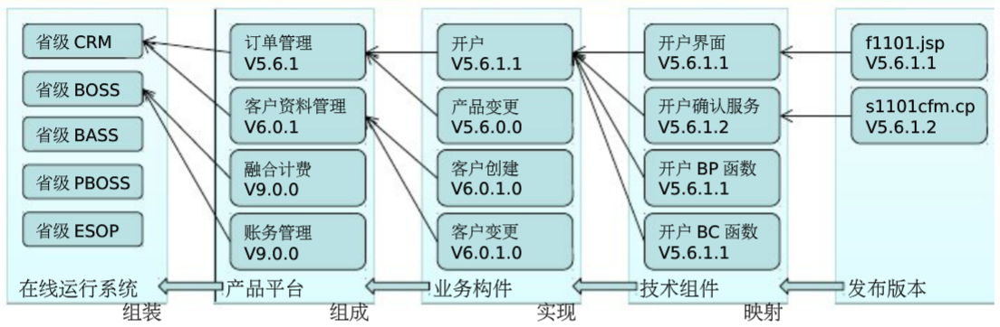 省级 CRM
省级 BOSS
省级 BASS
省级 PBOSS
省级 ESOP
在线运行系统
组装
订单管理
V5.6.1
客户资料管理
V6.0.1
融合计费
V9.0.0
账务管理
V9.0.0
产品平台
组成
开户
V5.6.1.1
产品变更
V5.6.0.0
客户创建
V6.0.1.0
客户变更
V6.0.1.0
业务构件
实现
开户界面
V5.6.1.1
开户确认服务
V5.6.1.2
开户 BP 函数
V5.6.1.1
开户 BC 函数
V5.6.1.1
技术组件
映射
f1101.jsp
V5.6.1.1
s1101cfm.cp
V5.6.1.2
发布版本